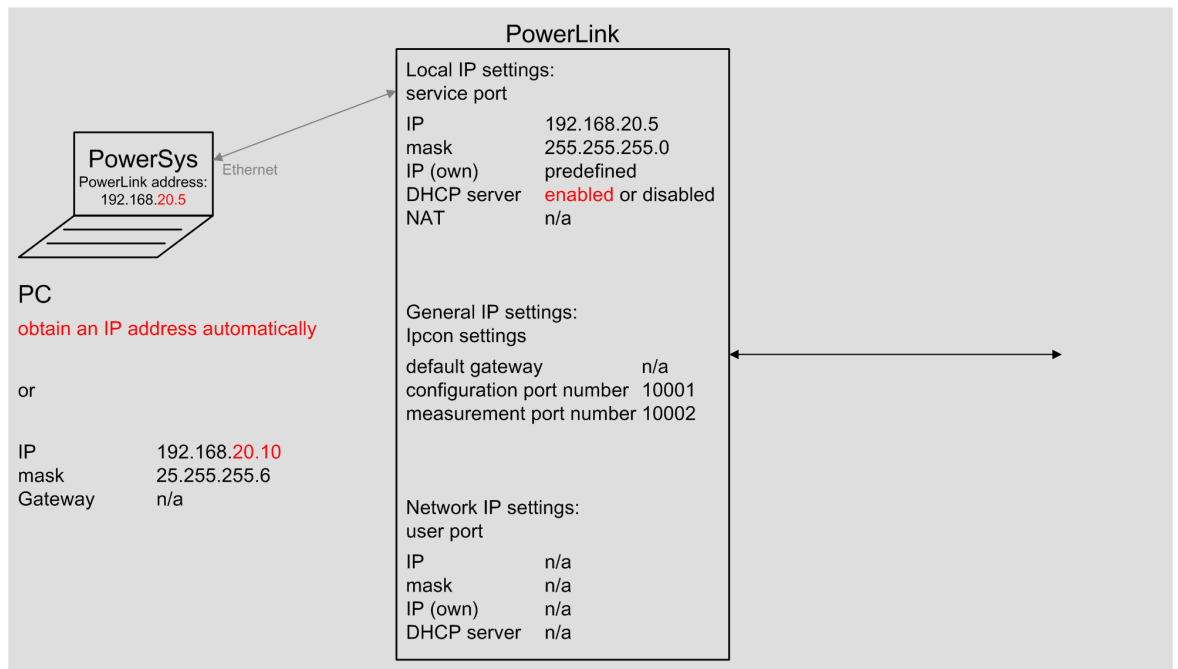 PowerLink
Local IP settings:
service port
IP 192.168.20.5
mask 255.255.255.0
IP (own) predefined
DHCP server enabled or disabled
NAT n/a
PowerSys
PowerLink address:
192.168.20.5
Ethernet
PC
obtain an IP address automatically
or
IP 192.168.20.10
mask 25.255.255.6
Gateway n/a
General IP settings:
Ipcon settings
default gateway n/a
configuration port number 10001
measurement port number 10002
Network IP settings:
user port
IP n/a
mask n/a
IP (own) n/a
DHCP server n/a